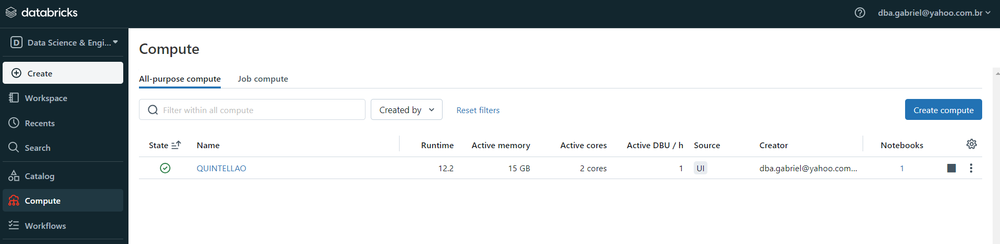 databricks
dba.gabriel@yahoo.com.br
D Data Science & Engi...
Create
Workspace
Recents
Search
Catalog
Compute
Workflows
Compute
All-purpose compute Job compute
Filter within all compute Created by Reset filters Create compute
State Name Runtime Active memory Active cores Active DBU / h Source Creator Notebooks
QUINTELLAO 12.2 15 GB 2 cores 1 UI dba.gabriel@yahoo.com... 1